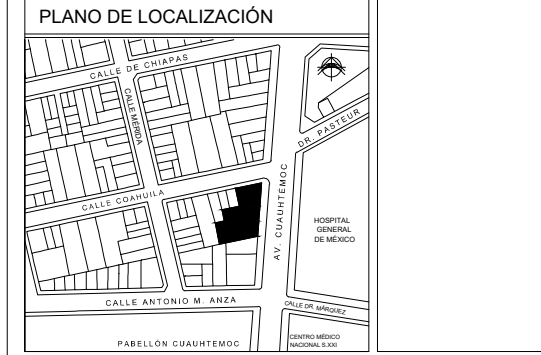 PLANO DE LOCALIZACIÓN
CALLE DE CHIAPAS
CALLE MÉRIDA
DR. PASTEUR
CALLE COAHUILA
AV. CUAUHTEMOC
HOSPITAL
GENERAL
DE MÉXICO
CALLE ANTONIO M. ANZA
CALLE DR. MÁRQUEZ
PABELLÓN CUAUHTEMOC
CENTRO MÉDICO
NACIONAL S.XXI